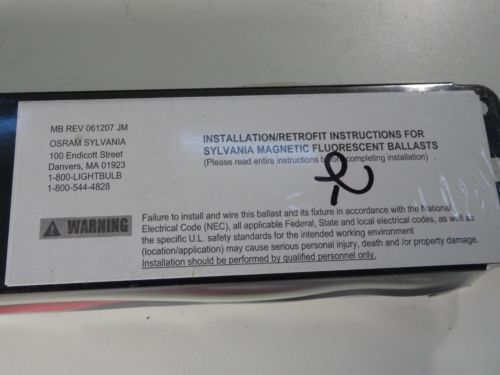 MB REV 061207 JM
OSRAM SYLVANIA
100 Endicott Street
Danvers, MA 01923
1-800-LIGHTBULB
1-800-544-4828
INSTALLATION/RETROFIT INSTRUCTIONS FOR
SYLVANIA MAGNETIC FLUORESCENT BALLASTS
(Please read entire instructions before completing installation)
WARNING
Failure to install and wire this ballast and its fixture in accordance with the National
Electrical Code (NEC), all applicable Federal, State and local electrical codes, as well as
the specific U.L. safety standards for the intended working environment
(location/application) may cause serious personal injury, death and /or property damage.
Installation should be performed by qualified personnel only.